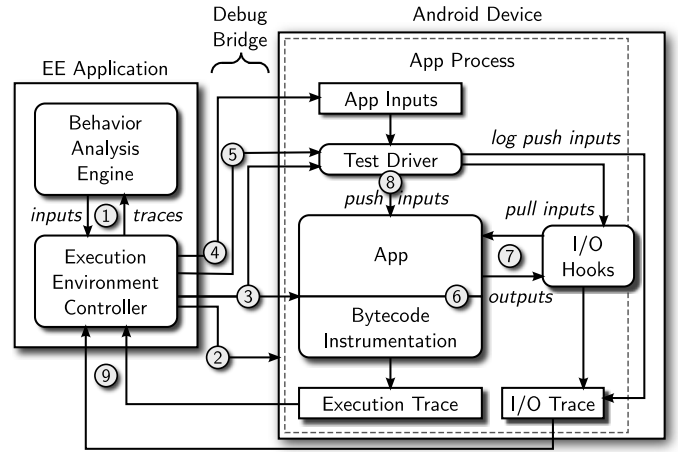 Debug
Bridge
Android Device
EE Application
App Process
App Inputs
Behavior
Analysis
Engine
5
Test Driver
log push inputs
8
push inputs
inputs
1
traces
pull inputs
4
Execution
Environment
Controller
App
7
I/O
Hooks
3
6
outputs
Bytecode
Instrumentation
2
9
Execution Trace
I/O Trace